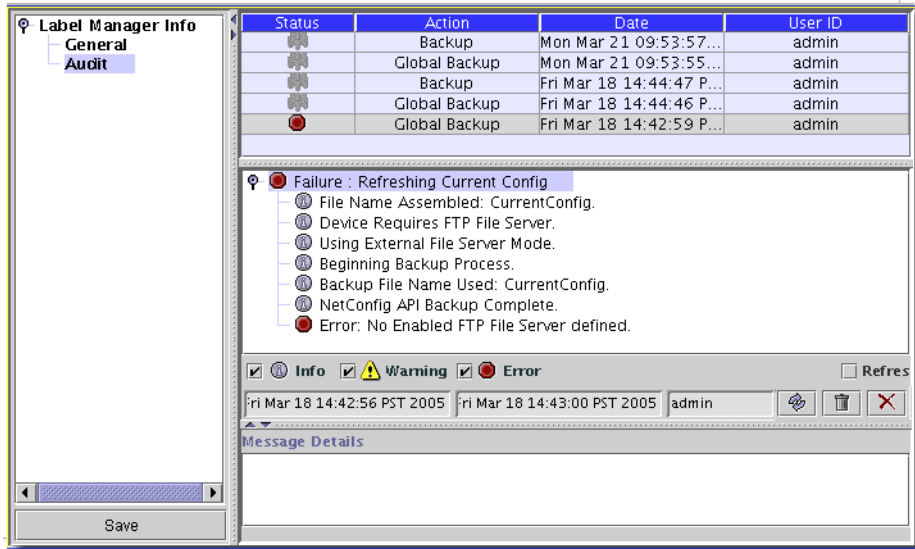 Label Manager Info
General
Audit
Save
Status Action Date User ID
Backup Mon Mar 21 09:53:57... admin
Global Backup Mon Mar 21 09:53:55... admin
Backup Fri Mar 18 14:44:47 P... admin
Global Backup Fri Mar 18 14:44:46 P... admin
Global Backup Fri Mar 18 14:42:59 P... admin
Failure : Refreshing Current Config
File Name Assembled: CurrentConfig.
Device Requires FTP File Server.
Using External File Server Mode.
Beginning Backup Process.
Backup File Name Used: CurrentConfig.
NetConfig API Backup Complete.
Error: No Enabled FTP File Server defined.
Info Warning Error Refres
Fri Mar 18 14:42:56 PST 2005 Fri Mar 18 14:43:00 PST 2005 admin
Message Details